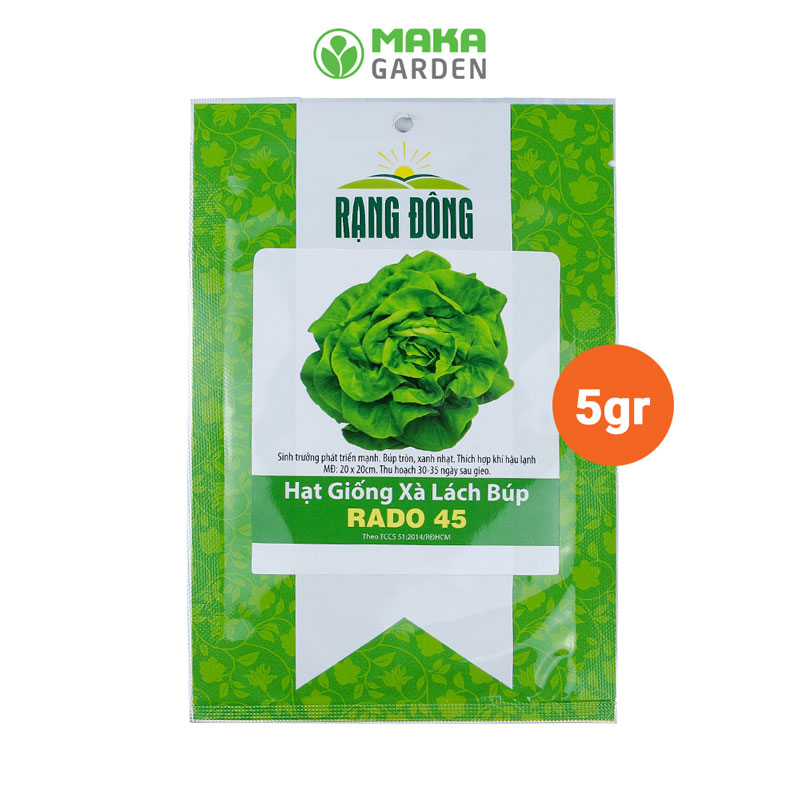 MAKA
GARDEN
RẠNG ĐÔNG
5gr
Sinh trưởng phát triển mạnh. Búp tròn, xanh nhạt. Thích hợp khí hậu lạnh
MĐ: 20 x 20cm. Thu hoạch 30-35 ngày sau gieo.
Hạt Giống Xà Lách Búp
RADO 45
Theo TCCS 51:2014/RĐHCM